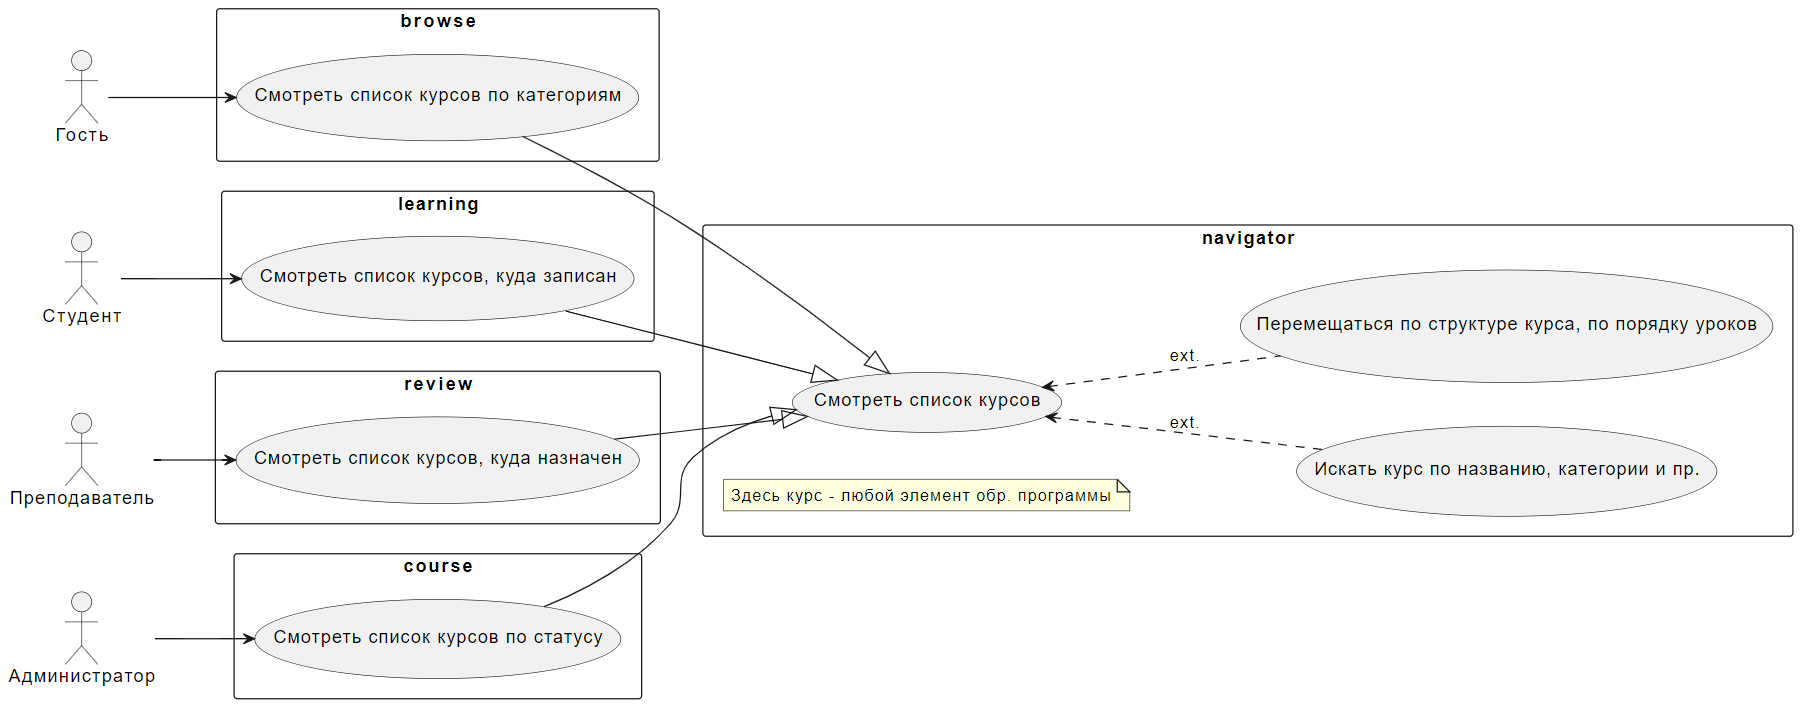 browse
Смотреть список курсов по категориям
Гость
learning
Смотреть список курсов, куда записан
Студент
review
Смотреть список курсов, куда назначен
Преподаватель
course
Смотреть список курсов по статусу
Администратор
navigator
Перемещаться по структуре курса, по порядку уроков
ext.
Смотреть список курсов
ext.
Искать курс по названию, категории и пр.
Здесь курс - любой элемент обр. программы